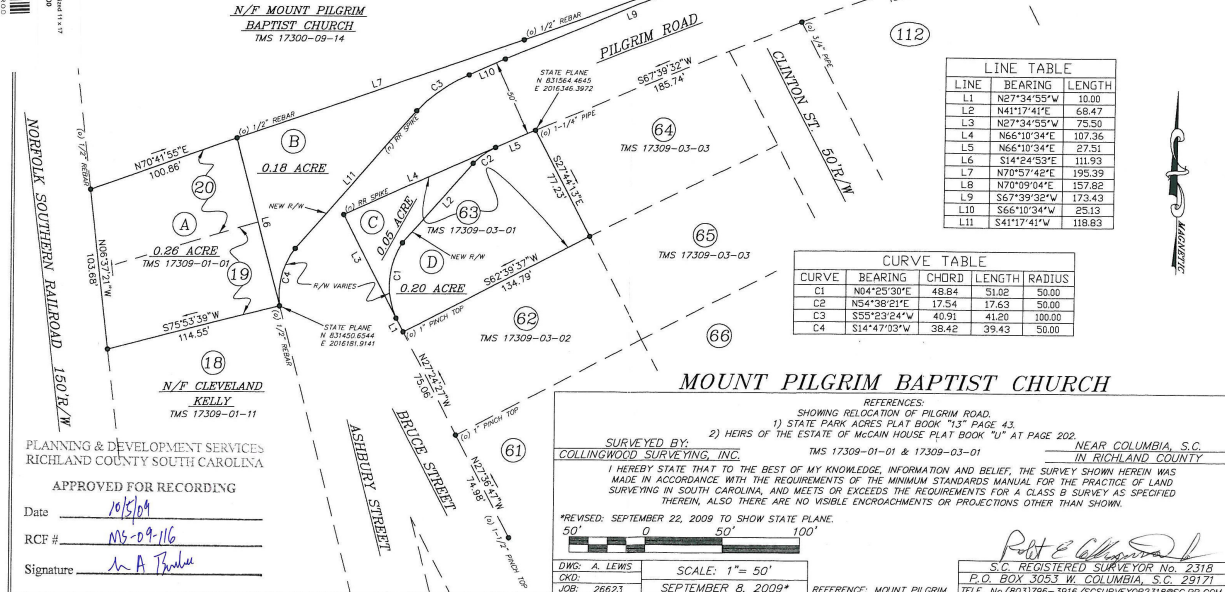 N/F MOUNT PILGRIM
BAPTIST CHURCH
TMS 17300-09-14
(o) 1/2" REBAR
L9
PILGRIM ROAD
L10
C3
L7
50'
STATE PLANE
N 831564.4645
E 2016346.3972
S67°39'32"W
185.74'
(o) 3/4" PIPE
112
CLINTON ST.
50'R/W
LINE TABLE
LINE BEARING LENGTH
L1 N27°34'55"W 10.00
L2 N41°17'41"E 68.47
L3 N27°34'55"W 75.50
L4 N66°10'34"E 107.36
L5 N66°10'34"E 27.51
L6 S14°24'53"E 111.93
L7 N70°57'42"E 195.39
L8 N70°09'04"E 157.82
L9 S67°39'32"W 173.43
L10 S66°10'34"W 25.13
L11 S41°17'41"W 118.83
CURVE TABLE
CURVE BEARING CHORD LENGTH RADIUS
C1 N04°25'30"E 48.84 51.02 50.00
C2 N54°38'21"E 17.54 17.63 50.00
C3 S55°23'24"W 40.91 41.20 100.00
C4 S14°47'03"W 38.42 39.43 50.00
MAGNETIC
NORFOLK SOUTHERN RAILROAD 150'R/W
(o) 1/2" REBAR
(o) 1/2" REBAR
N70°41'55"E
100.86'
20
B
0.18 ACRE
(o) RR SPIKE
(o) 1-1/4" PIPE
64
TMS 17309-03-03
L11
NEW R/W
(o) RR SPIKE
L4
C2
L5
A
0.26 ACRE
TMS 17309-01-01
L6
19
N06°37'21"W
103.68'
C
0.05 ACRE
63
TMS 17309-03-01
L2
L3
NEW R/W
S27°44'13"E
77.23'
65
TMS 17309-03-03
C4
R/W VARIES
C1
D
0.20 ACRE
S62°39'37"W
134.79'
S75°53'39"W
114.55'
(o) 1/2" REBAR
STATE PLANE
N 831450.6544
E 2016181.9141
L1
(o) 1" PINCH TOP
62
TMS 17309-03-02
66
18
N/F CLEVELAND
KELLY
TMS 17309-01-11
N27°24'27"W
75.06'
(o) 1" PINCH TOP
61
N27°36'47"W
74.98'
(o) 1-1/2" PINCH TOP
ASHBURY STREET
BRUCE STREET
PLANNING & DEVELOPMENT SERVICES
RICHLAND COUNTY SOUTH CAROLINA
APPROVED FOR RECORDING
Date 10/5/09
RCF # MS-09-116
Signature
MOUNT PILGRIM BAPTIST CHURCH
REFERENCES:
SHOWING RELOCATION OF PILGRIM ROAD.
1) STATE PARK ACRES PLAT BOOK "13" PAGE 43.
2) HEIRS OF THE ESTATE OF McCAIN HOUSE PLAT BOOK "U" AT PAGE 202.
SURVEYED BY:
COLLINGWOOD SURVEYING, INC.
TMS 17309-01-01 & 17309-03-01
NEAR COLUMBIA, S.C.
IN RICHLAND COUNTY
I HEREBY STATE THAT TO THE BEST OF MY KNOWLEDGE, INFORMATION AND BELIEF, THE SURVEY SHOWN HEREIN WAS
MADE IN ACCORDANCE WITH THE REQUIREMENTS OF THE MINIMUM STANDARDS MANUAL FOR THE PRACTICE OF LAND
SURVEYING IN SOUTH CAROLINA, AND MEETS OR EXCEEDS THE REQUIREMENTS FOR A CLASS B SURVEY AS SPECIFIED
THEREIN, ALSO THERE ARE NO VISIBLE ENCROACHMENTS OR PROJECTIONS OTHER THAN SHOWN.
*REVISED: SEPTEMBER 22, 2009 TO SHOW STATE PLANE.
50' 0 50' 100'
DWG: A. LEWIS
CKD:
JOB: 26623
SCALE: 1"= 50'
SEPTEMBER 8, 2009*
REFERENCE: MOUNT PILGRIM
S.C. REGISTERED SURVEYOR No. 2318
P.O. BOX 3053 W. COLUMBIA, S.C. 29171
TELE. No.(803)796-3916/SCSURVEYOR2318@SC.RR.COM